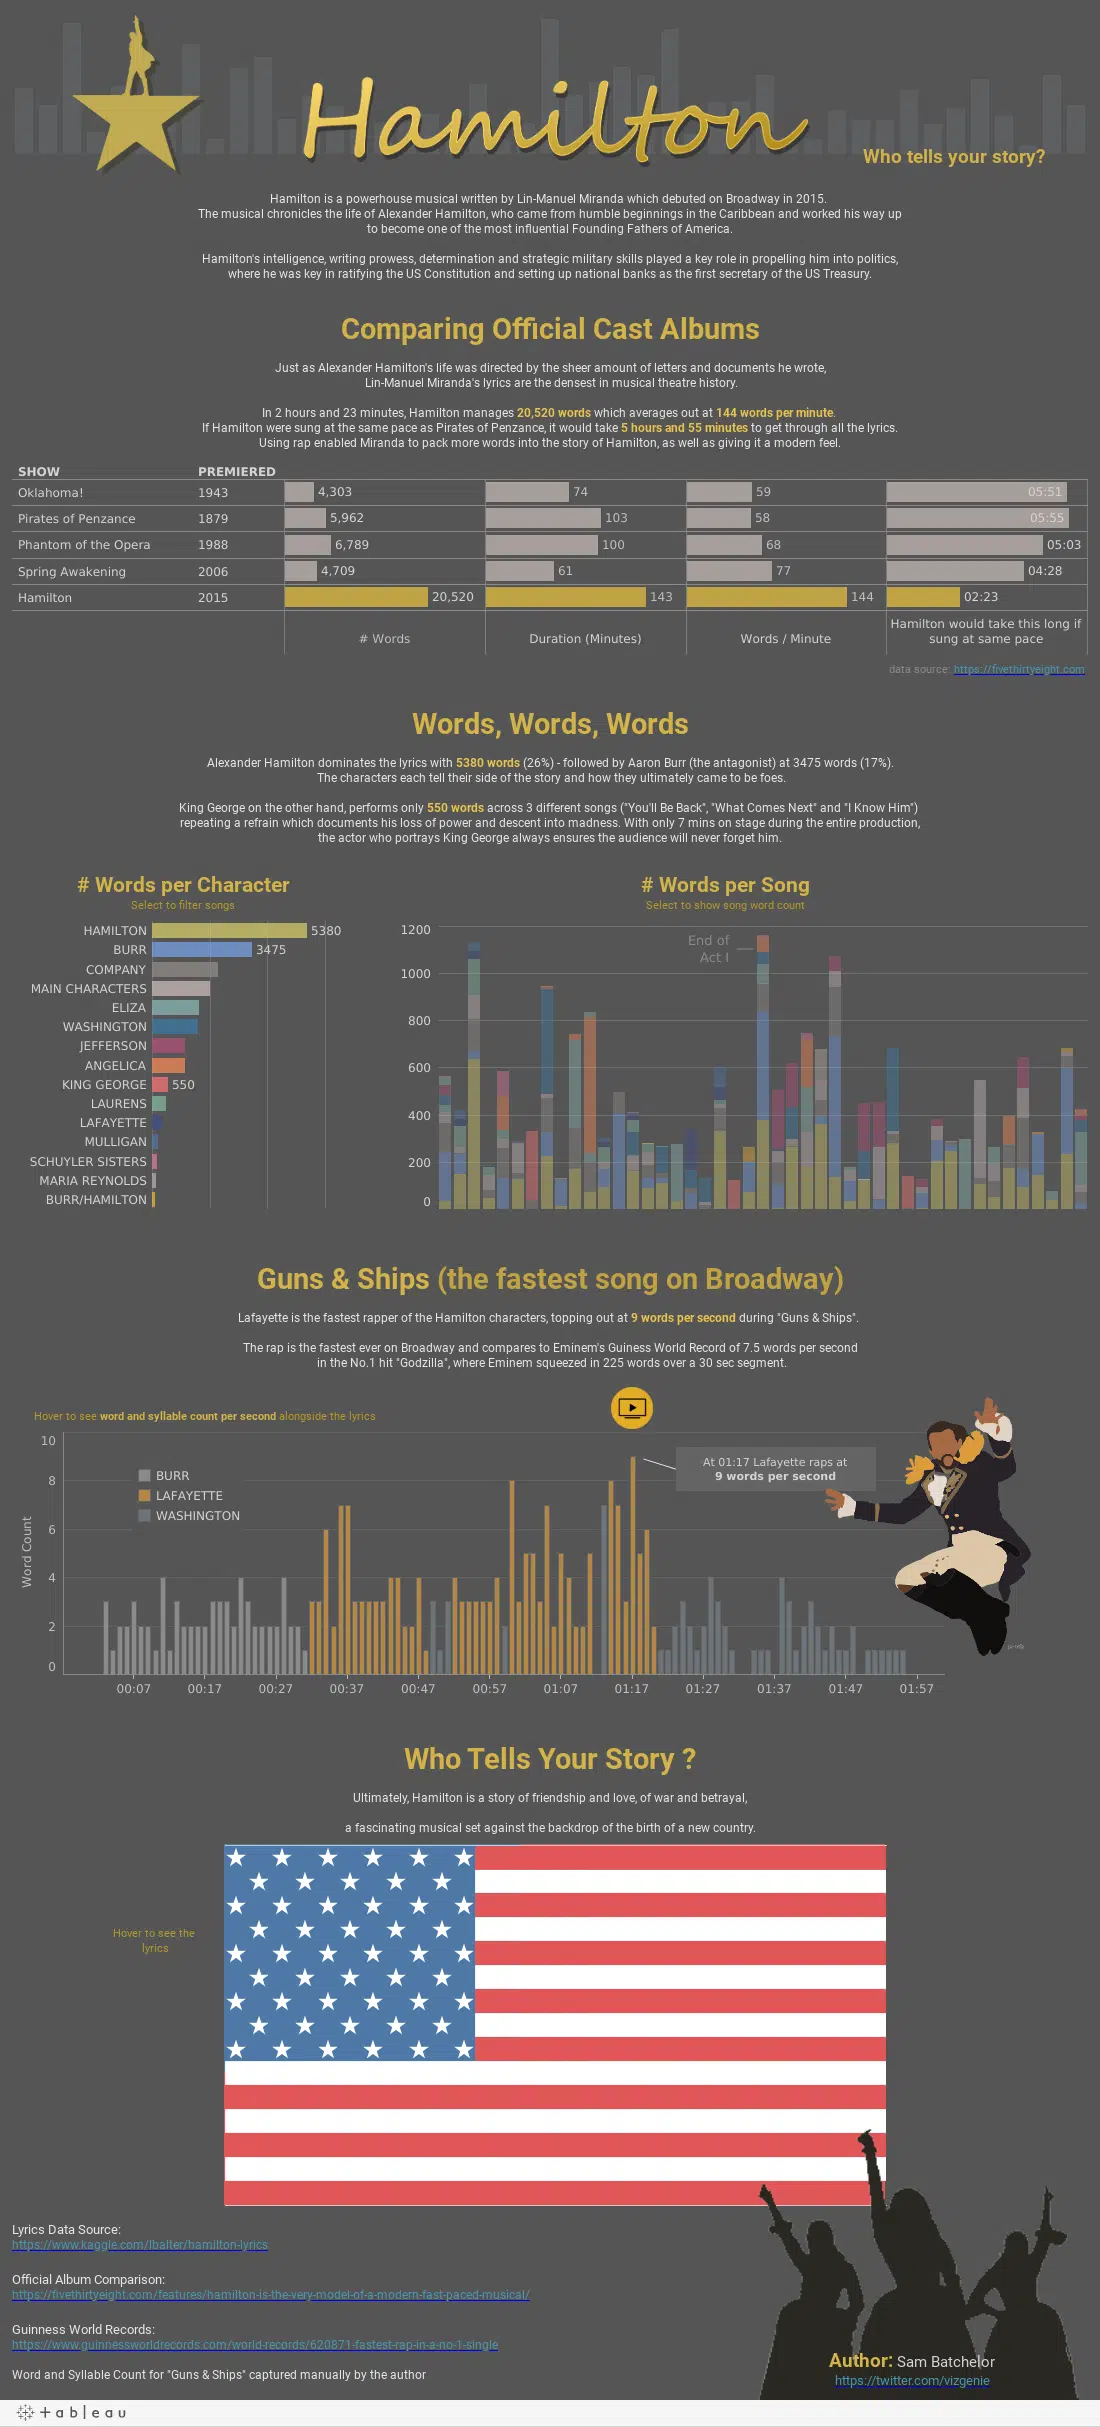 Hamilton
Who tells your story?
Hamilton is a powerhouse musical written by Lin-Manuel Miranda which debuted on Broadway in 2015.
The musical chronicles the life of Alexander Hamilton, who came from humble beginnings in the Caribbean and worked his way up
to become one of the most influential Founding Fathers of America.
Hamilton's intelligence, writing prowess, determination and strategic military skills played a key role in propelling him into politics,
where he was key in ratifying the US Constitution and setting up national banks as the first secretary of the US Treasury.
Comparing Official Cast Albums
Just as Alexander Hamilton's life was directed by the sheer amount of letters and documents he wrote,
Lin-Manuel Miranda's lyrics are the densest in musical theatre history.
In 2 hours and 23 minutes, Hamilton manages 20,520 words which averages out at 144 words per minute.
If Hamilton were sung at the same pace as Pirates of Penzance, it would take 5 hours and 55 minutes to get through all the lyrics.
Using rap enabled Miranda to pack more words into the story of Hamilton, as well as giving it a modern feel.
SHOW PREMIERED
Oklahoma! 1943 4,303 74 59 05:51
Pirates of Penzance 1879 5,962 103 58 05:55
Phantom of the Opera 1988 6,789 100 68 05:03
Spring Awakening 2006 4,709 61 77 04:28
Hamilton 2015 20,520 143 144 02:23
# Words Duration (Minutes) Words / Minute Hamilton would take this long if
sung at same pace
data source: https://fivethirtyeight.com
Words, Words, Words
Alexander Hamilton dominates the lyrics with 5380 words (26%) - followed by Aaron Burr (the antagonist) at 3475 words (17%).
The characters each tell their side of the story and how they ultimately came to be foes.
King George on the other hand, performs only 550 words across 3 different songs ("You'll Be Back", "What Comes Next" and "I Know Him")
repeating a refrain which documents his loss of power and descent into madness. With only 7 mins on stage during the entire production,
the actor who portrays King George always ensures the audience will never forget him.
# Words per Character
Select to filter songs
HAMILTON 5380
BURR 3475
COMPANY
MAIN CHARACTERS
ELIZA
WASHINGTON
JEFFERSON
ANGELICA
KING GEORGE 550
LAURENS
LAFAYETTE
MULLIGAN
SCHUYLER SISTERS
MARIA REYNOLDS
BURR/HAMILTON
# Words per Song
Select to show song word count
1200
End of
Act I
1000
800
600
400
200
0
Guns & Ships (the fastest song on Broadway)
Lafayette is the fastest rapper of the Hamilton characters, topping out at 9 words per second during "Guns & Ships".
The rap is the fastest ever on Broadway and compares to Eminem's Guiness World Record of 7.5 words per second
in the No.1 hit "Godzilla", where Eminem squeezed in 225 words over a 30 sec segment.
Hover to see word and syllable count per second alongside the lyrics
10
8
6
4
2
0
Word Count
BURR
LAFAYETTE
WASHINGTON
At 01:17 Lafayette raps at
9 words per second
00:07 00:17 00:27 00:37 00:47 00:57 01:07 01:17 01:27 01:37 01:47 01:57
Who Tells Your Story ?
Ultimately, Hamilton is a story of friendship and love, of war and betrayal,
a fascinating musical set against the backdrop of the birth of a new country.
Hover to see the
lyrics
Lyrics Data Source:
https://www.kaggle.com/lbalter/hamilton-lyrics
Official Album Comparison:
https://fivethirtyeight.com/features/hamilton-is-the-very-model-of-a-modern-fast-paced-musical/
Guinness World Records:
https://www.guinnessworldrecords.com/world-records/620871-fastest-rap-in-a-no-1-single
Word and Syllable Count for "Guns & Ships" captured manually by the author
Author: Sam Batchelor
https://twitter.com/vizgenie
+ableau